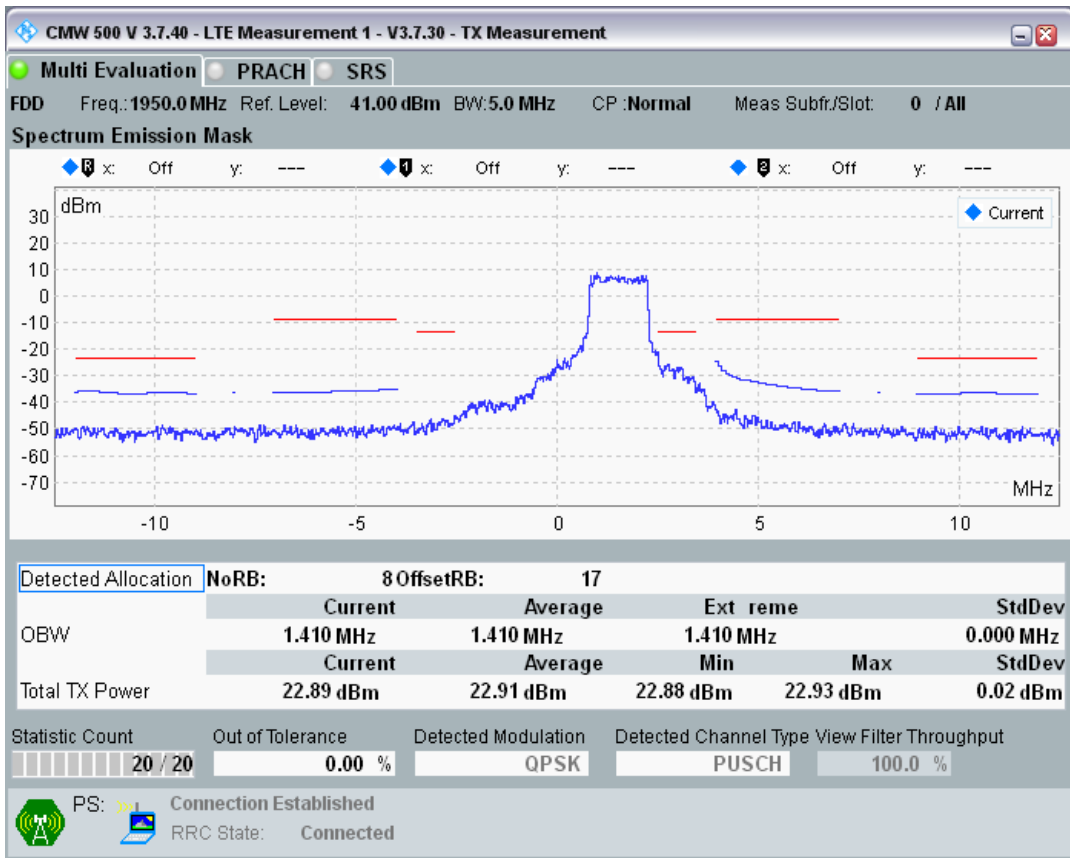 CMW 500 V 3.7.40 - LTE Measurement 1 - V3.7.30 - TX Measurement
Multi Evaluation PRACH SRS
FDD Freq.: 1950.0 MHz Ref. Level: 41.00 dBm BW: 5.0 MHz CP : Normal Meas Subfr./Slot: 0 / All
Spectrum Emission Mask
R x: Off y: --- 1 x: Off y: --- 2 x: Off y: ---
dBm
Current
30
20
10
0
-10
-20
-30
-40
-50
-60
-70
MHz
-10 -5 0 5 10
Detected Allocation NoRB: 8 OffsetRB: 17
Current Average Ext reme StdDev
OBW 1.410 MHz 1.410 MHz 1.410 MHz 0.000 MHz
Current Average Min Max StdDev
Total TX Power 22.89 dBm 22.91 dBm 22.88 dBm 22.93 dBm 0.02 dBm
Statistic Count Out of Tolerance Detected Modulation Detected Channel Type View Filter Throughput
20 / 20 0.00 % QPSK PUSCH 100.0 %
PS: Connection Established
RRC State: Connected